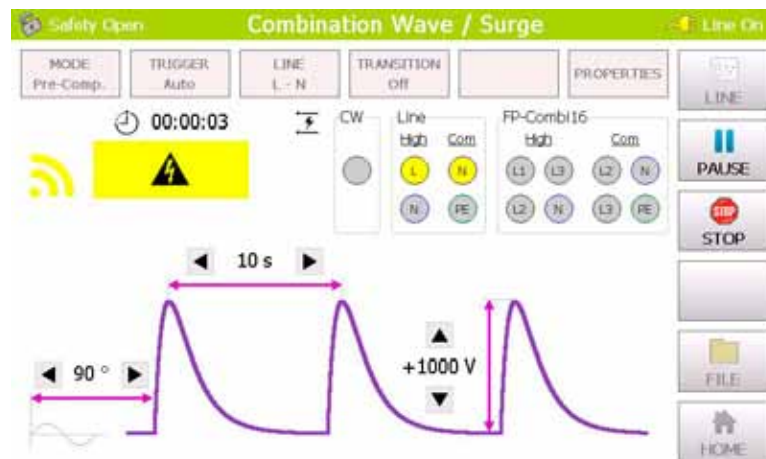 Safety Open
Combination Wave / Surge
Line On
MODE
Pre-Comp.
TRIGGER
Auto
LINE
L - N
TRANSITION
Off
PROPERTIES
LINE
00:00:03
CW
Line
High Com
L N
N PE
FP-Combi16
High Com
L1 L3 L2 N
L2 N L3 PE
PAUSE
STOP
STOP
10 s
90 °
+1000 V
FILE
HOME